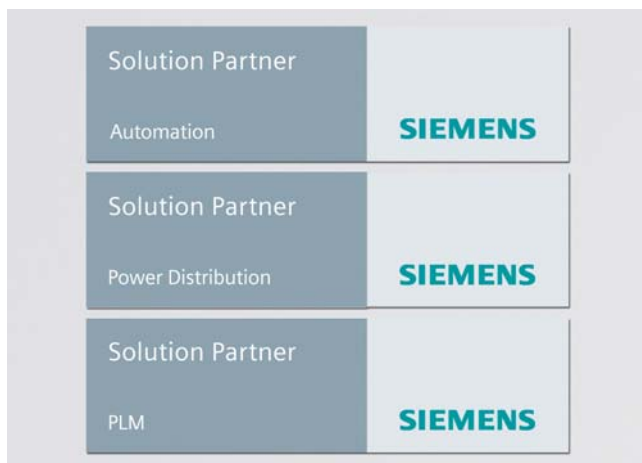 Solution Partner
Automation
SIEMENS
Solution Partner
Power Distribution
SIEMENS
Solution Partner
PLM
SIEMENS